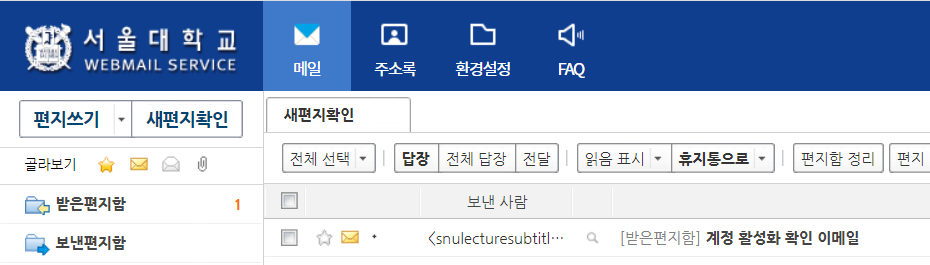 서울대학교
WEBMAIL SERVICE
메일
주소록
환경설정
FAQ
편지쓰기
새편지확인
골라보기
받은편지함 1
보낸편지함
새편지확인
전체 선택
답장
전체 답장
전달
읽음 표시
휴지통으로
편지함 정리
편지
보낸 사람
<snulecturesubtitl…
[받은편지함] 계정 활성화 확인 이메일